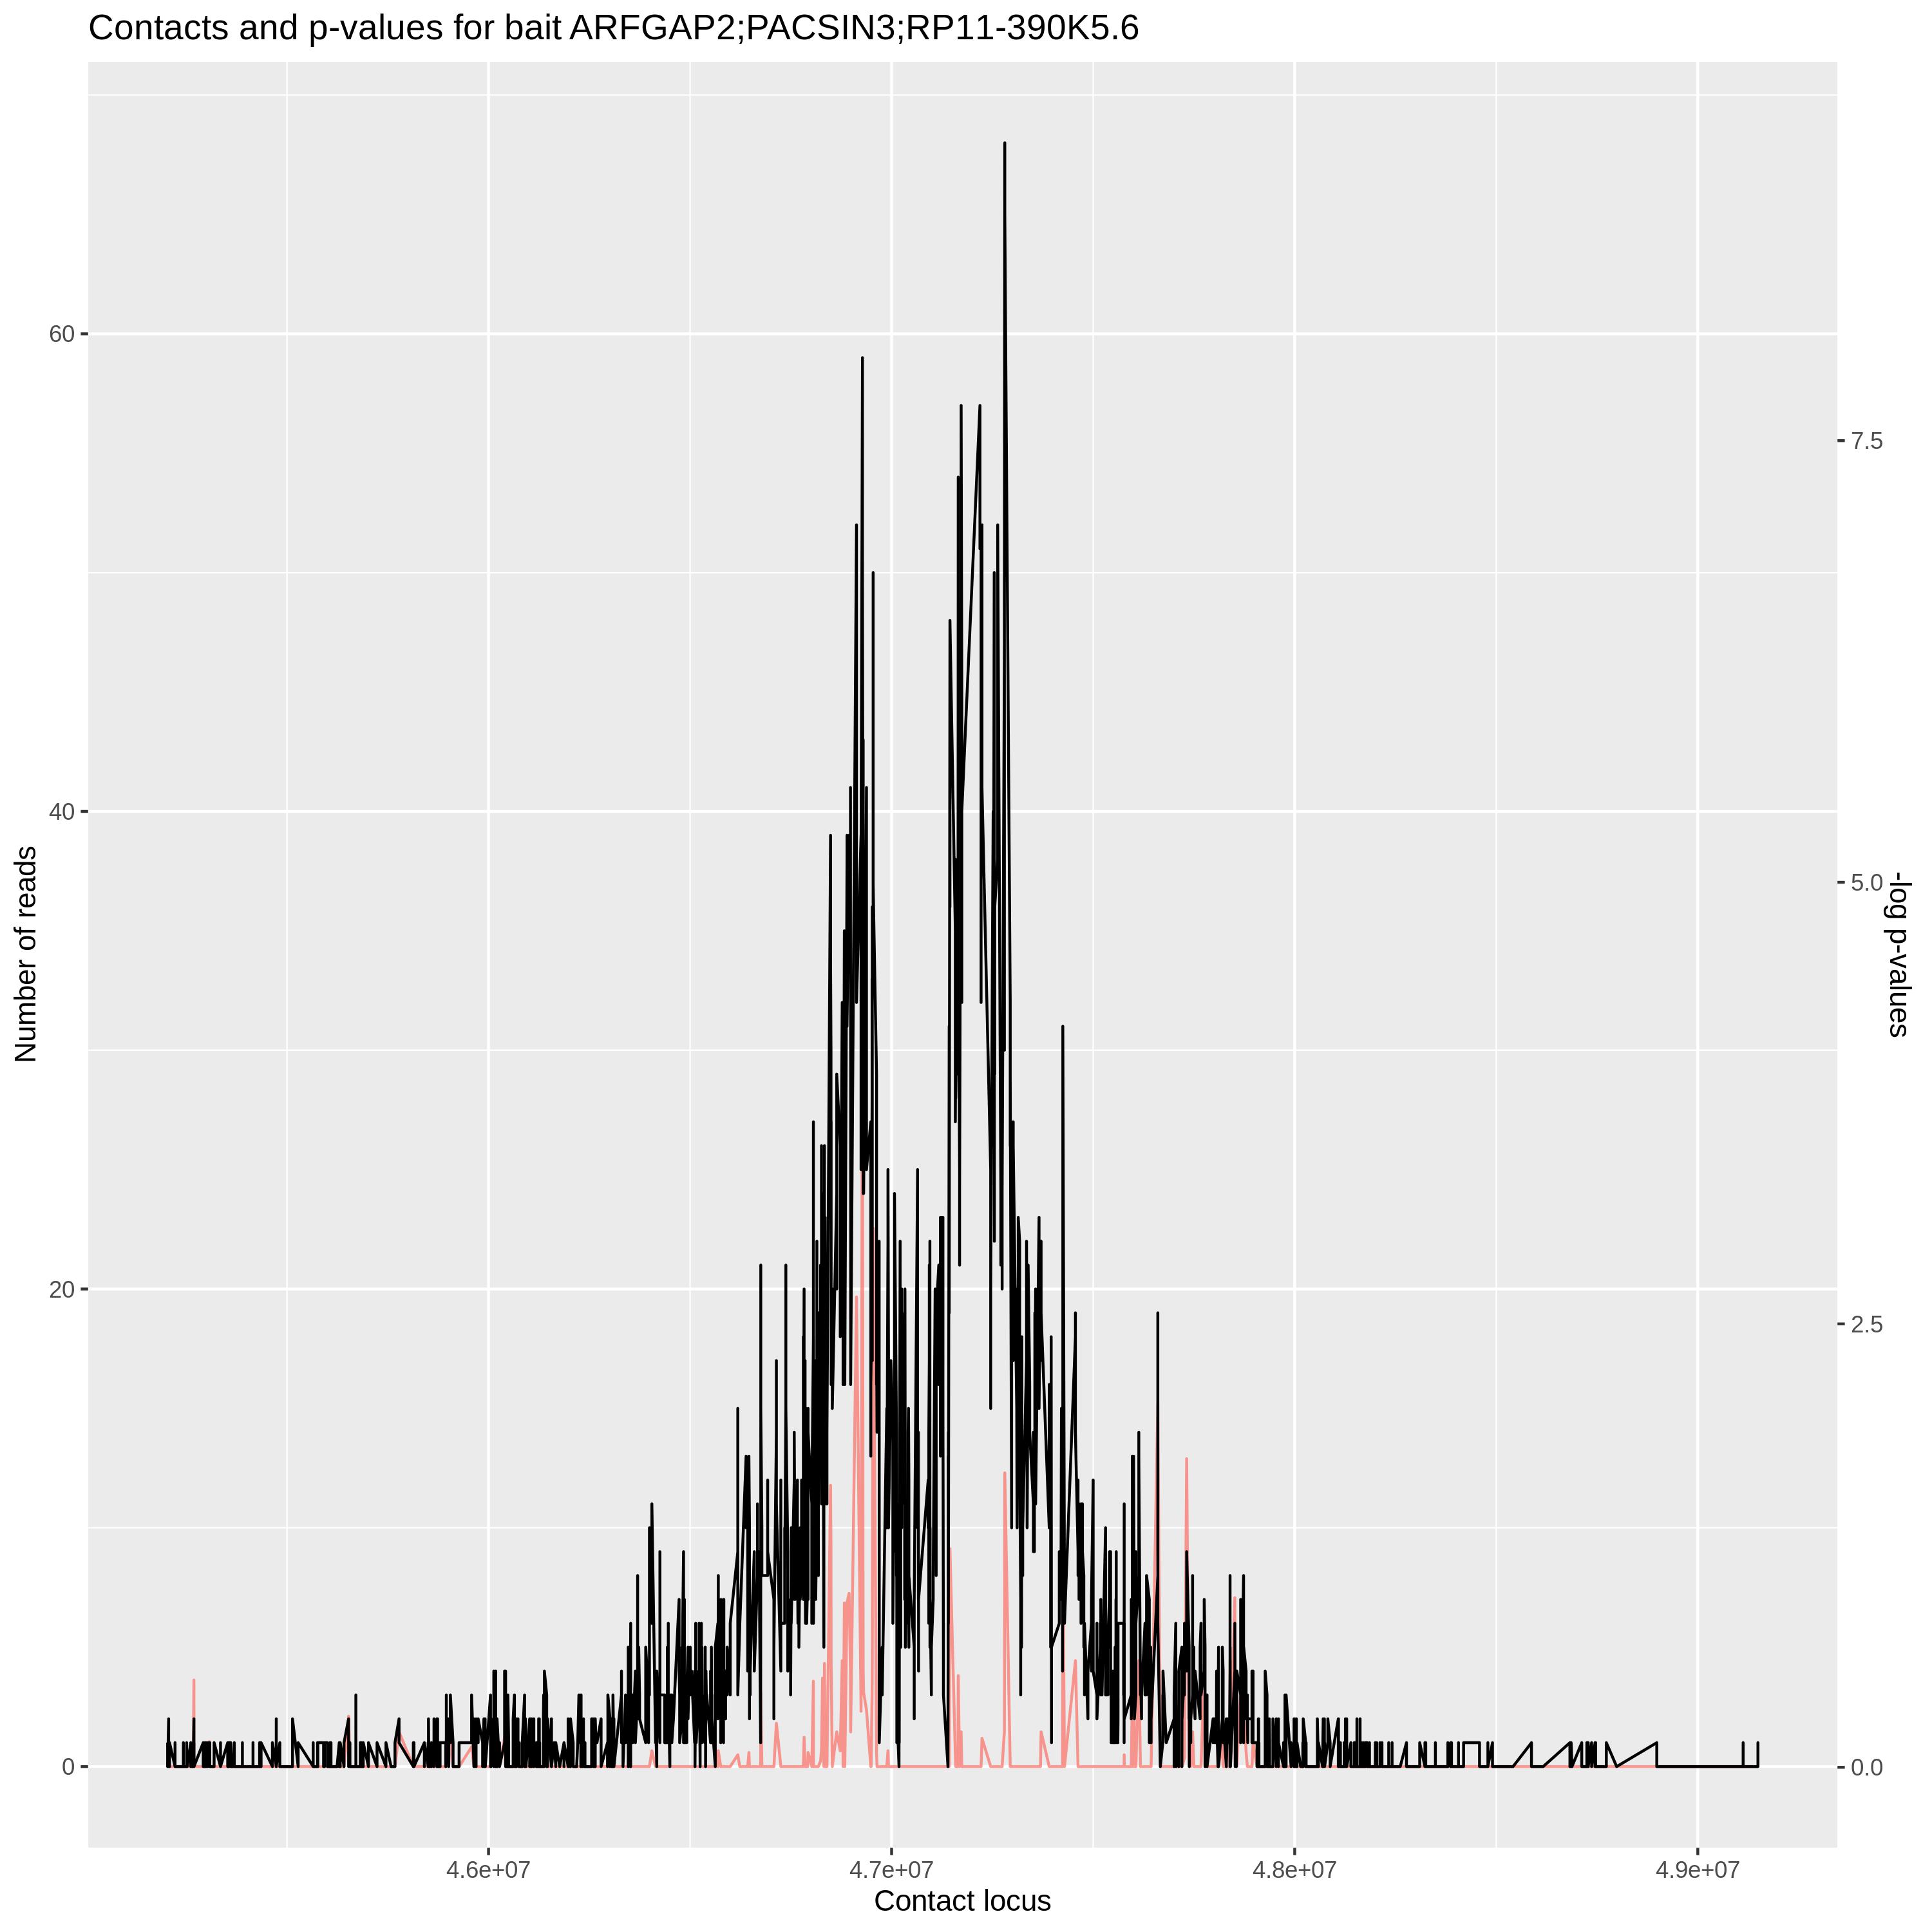 Contacts and p-values for bait ARFGAP2;PACSIN3;RP11-390K5.6
60
40
20
0
Number of reads
7.5
5.0
2.5
0.0
-log p-values
4.6e+07
4.7e+07
4.8e+07
4.9e+07
Contact locus